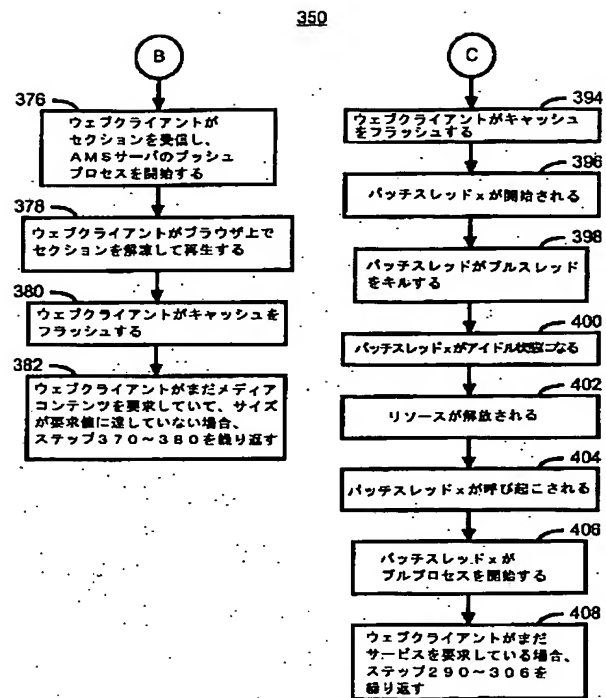 350
B
376
ウェブクライアントが
セクションを受信し、
AMSサーバのプッシュ
プロセスを開始する
378
ウェブクライアントがブラウザ上で
セクションを解凍して再生する
380
ウェブクライアントがキャッシュを
フラッシュする
382
ウェブクライアントがまだメディア
コンテンツを要求していて、サイズ
が要求値に達していない場合、
ステップ370~380を繰り返す
C
394
ウェブクライアントがキャッシュ
をフラッシュする
396
パッチスレッドxが開始される
398
パッチスレッドがプルスレッド
をキルする
400
パッチスレッドxがアイドル状態になる
402
リソースが解放される
404
パッチスレッドxが呼び起こされる
406
パッチスレッドxが
プルプロセスを開始する
408
ウェブクライアントがまだ
サービスを要求している場合、
ステップ290~306を
繰り返す